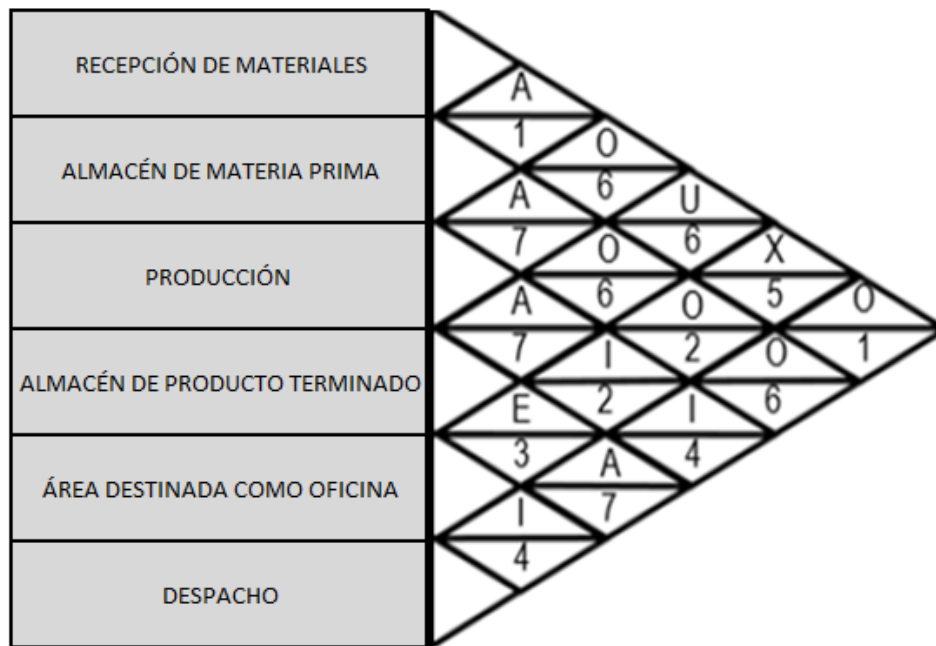 RECEPCIÓN DE MATERIALES
ALMACÉN DE MATERIA PRIMA
PRODUCCIÓN
ALMACÉN DE PRODUCTO TERMINADO
ÁREA DESTINADA COMO OFICINA
DESPACHO
A
1
O
6
A
7
U
6
O
6
X
5
A
7
O
2
O
1
I
2
O
6
E
3
I
4
A
7
I
4